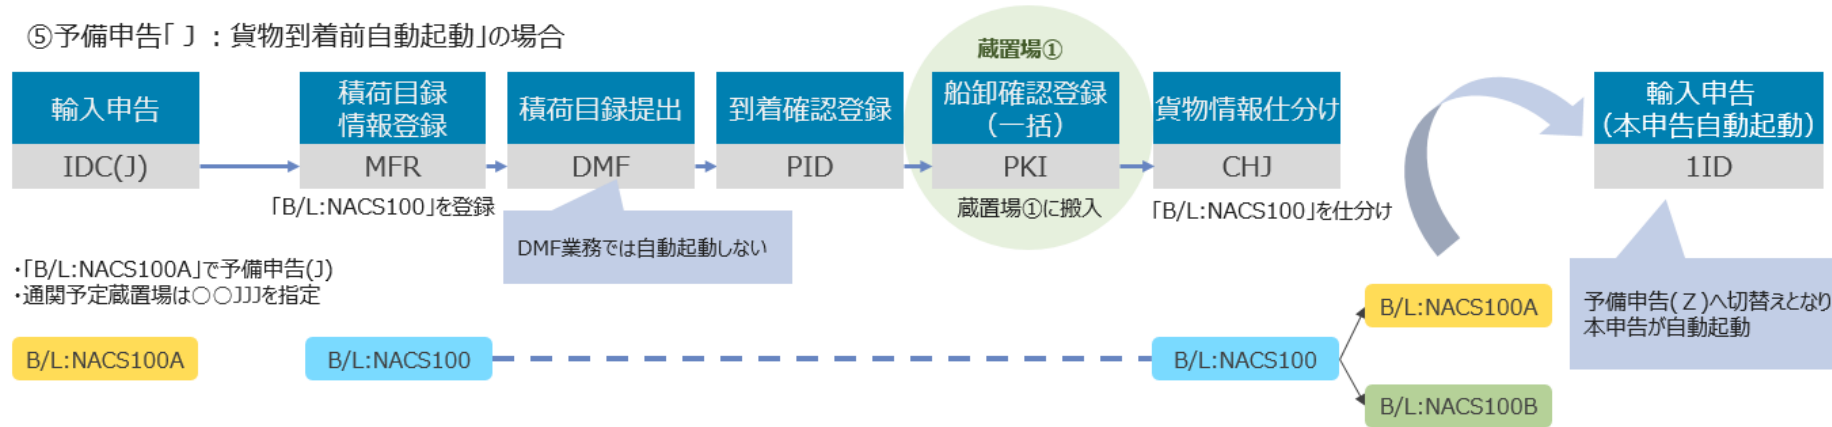 ⑤予備申告「J：貨物到着前自動起動」の場合
蔵置場①
輸入申告
IDC(J)
積荷目録
情報登録
MFR
「B/L:NACS100」を登録
積荷目録提出
DMF
DMF業務では自動起動しない
到着確認登録
PID
船卸確認登録
（一括）
PKI
蔵置場①に搬入
貨物情報仕分け
CHJ
「B/L:NACS100」を仕分け
輸入申告
（本申告自動起動）
1ID
予備申告(Z)へ切替えとなり
本申告が自動起動
・「B/L:NACS100A」で予備申告(J)
・通関予定蔵置場は○○JJJを指定
B/L:NACS100A
B/L:NACS100
B/L:NACS100
B/L:NACS100A
B/L:NACS100B